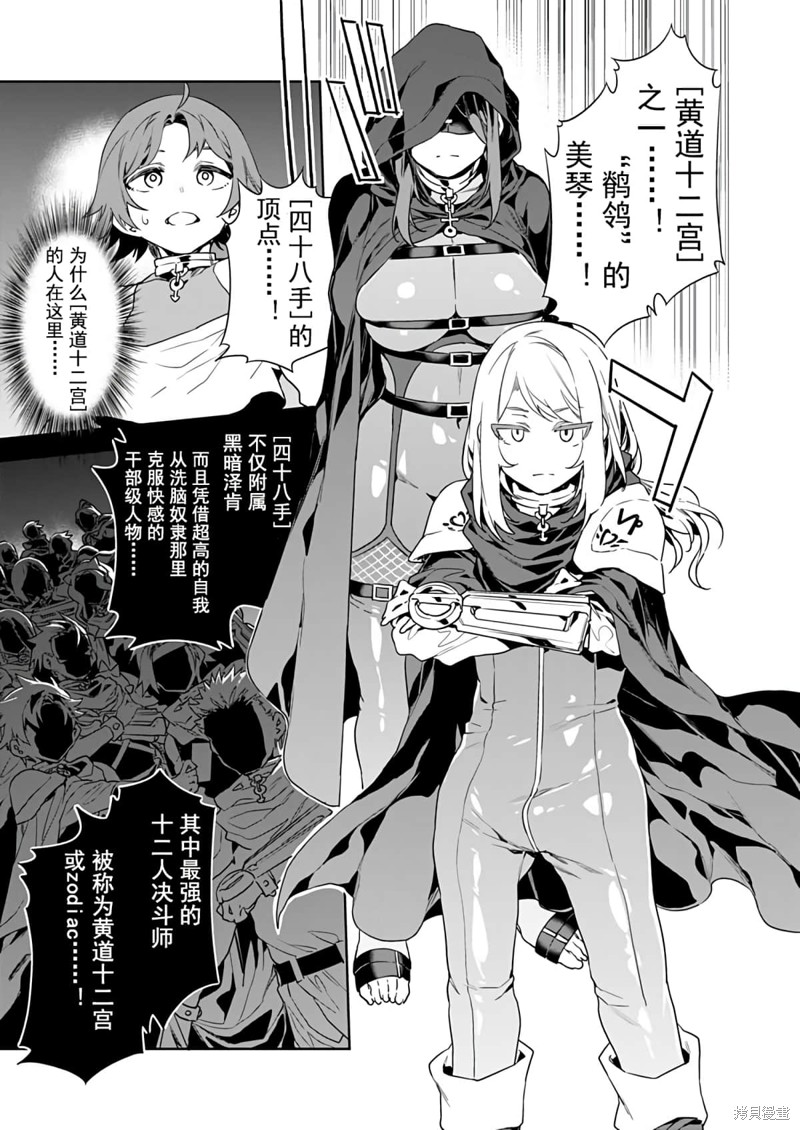 [黄道十二宫]
之一……！
“鹡鸰”的
美琴……！
[四十八手]的
顶点……！
为什么[黄道十二宫]
的人在这里……
[四十八手]
不仅附属
黑暗泽肯
而且凭借超高的自我
从洗脑奴隶那里
克服快感的
干部级人物……
其中最强的
十二人决斗师
被称为黄道十二宫
或zodiac……！
拷贝漫畫